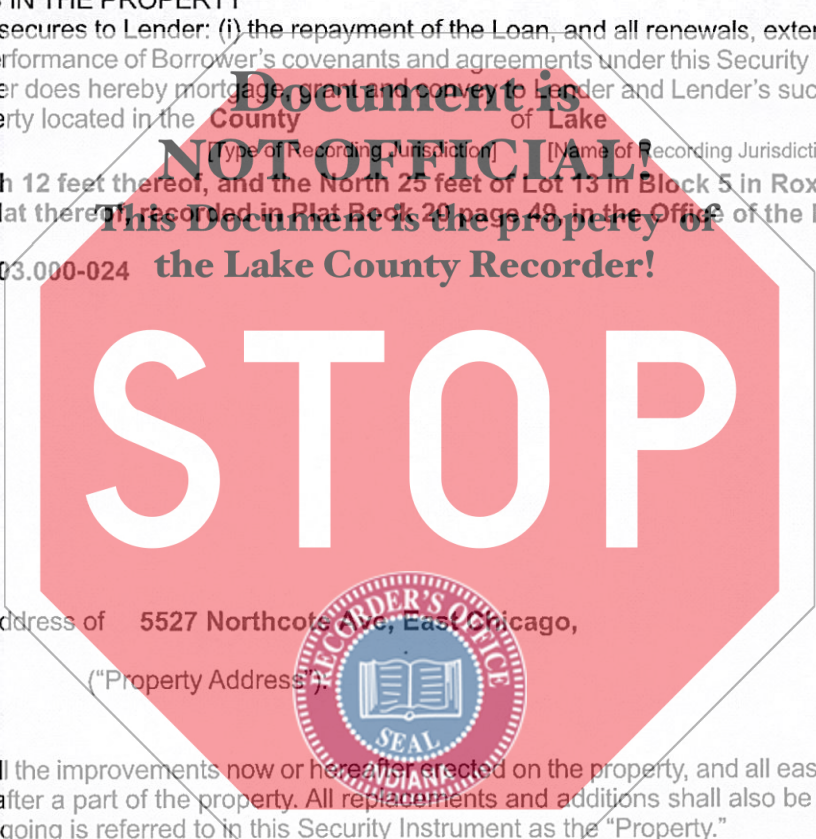 IN THE PROPERTY
secures to Lender: (i) the repayment of the Loan, and all renewals, exten
rformance of Borrower's covenants and agreements under this Security
er does hereby mortgage, grant and convey to Lender and Lender's suc
Document is
erty located in the County of Lake
NOT OFFICIAL!
[Type of Recording Jurisdiction] [Name of Recording Jurisdicti
h 12 feet thereof, and the North 25 feet of Lot 13 in Block 5 in Rox
lat thereof, recorded in Plat Book 20 page 49, in the Office of the
This Document is the property of
03.000-024
the Lake County Recorder!
STOP
ddress of 5527 Northcote Ave, East Chicago,
("Property Address"):
RECORDER'S OFFICE
SEAL
INDIANA
ll the improvements now or hereafter erected on the property, and all eas
after a part of the property. All replacements and additions shall also be
going is referred to in this Security Instrument as the "Property."